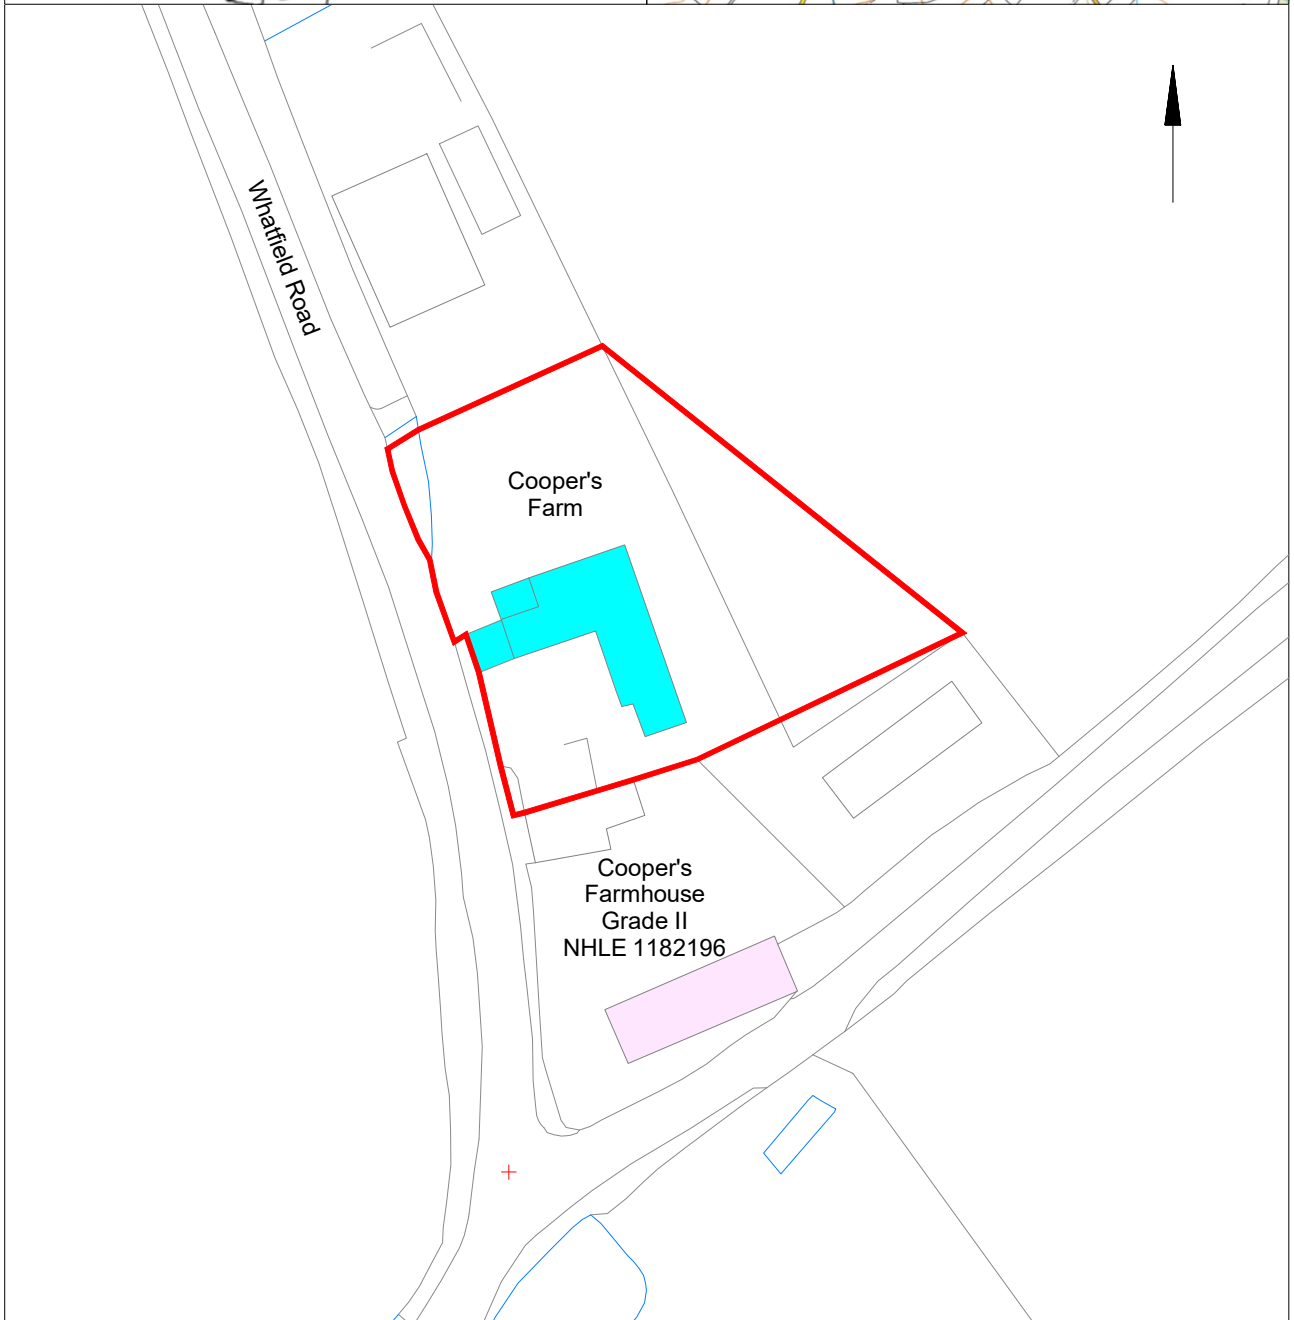 Whatfield Road
Cooper's
Farm
Cooper's
Farmhouse
Grade II
NHLE 1182196